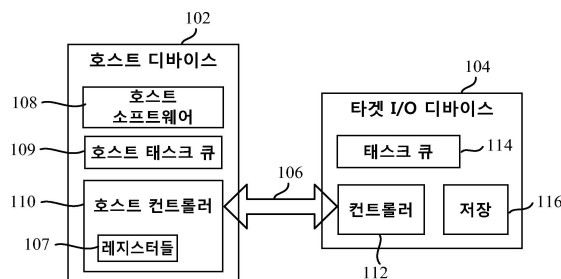 102
호스트 디바이스
108
호스트
소프트웨어
109
호스트 태스크 큐
110
호스트 컨트롤러
107
레지스터들
106
104
타겟 I/O 디바이스
태스크 큐
114
컨트롤러
저장
116
112